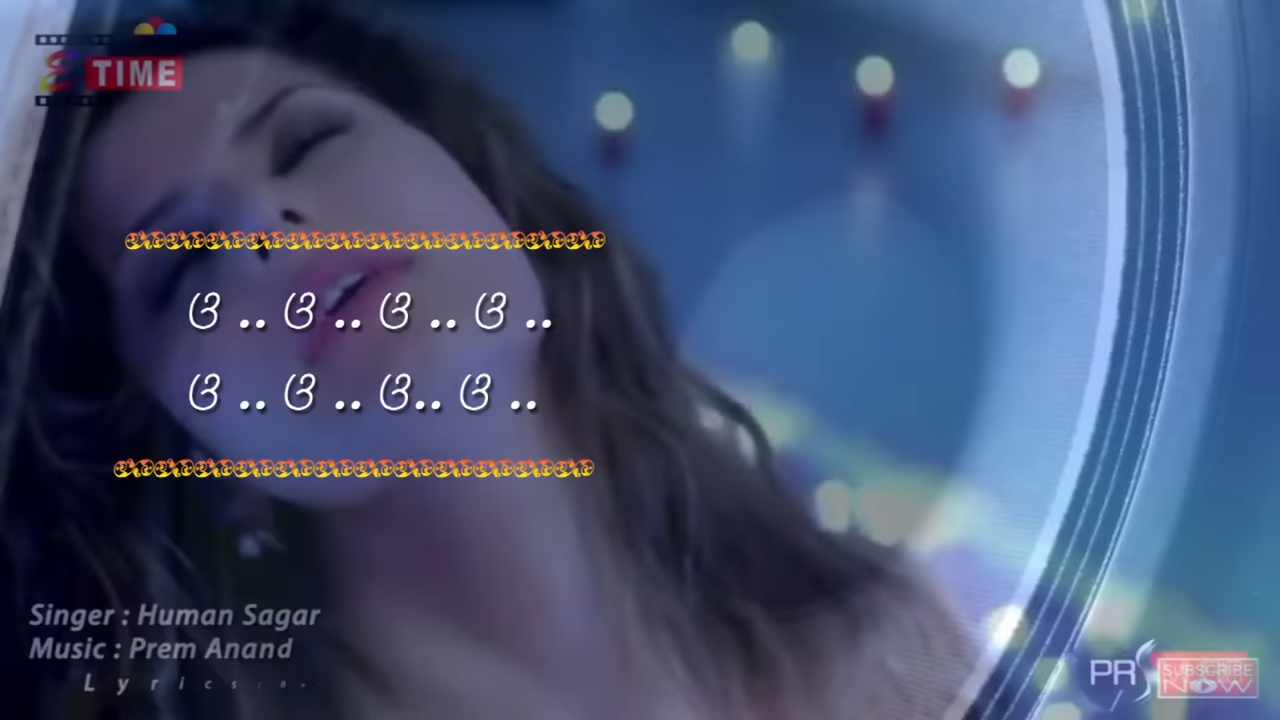 TIME
ଓ .. ଓ .. ଓ .. ଓ ..
ଓ .. ଓ .. ଓ.. ଓ ..
Singer : Human Sagar
Music : Prem Anand
Lyrics :
PRS
SUBSCRIBE
NOW